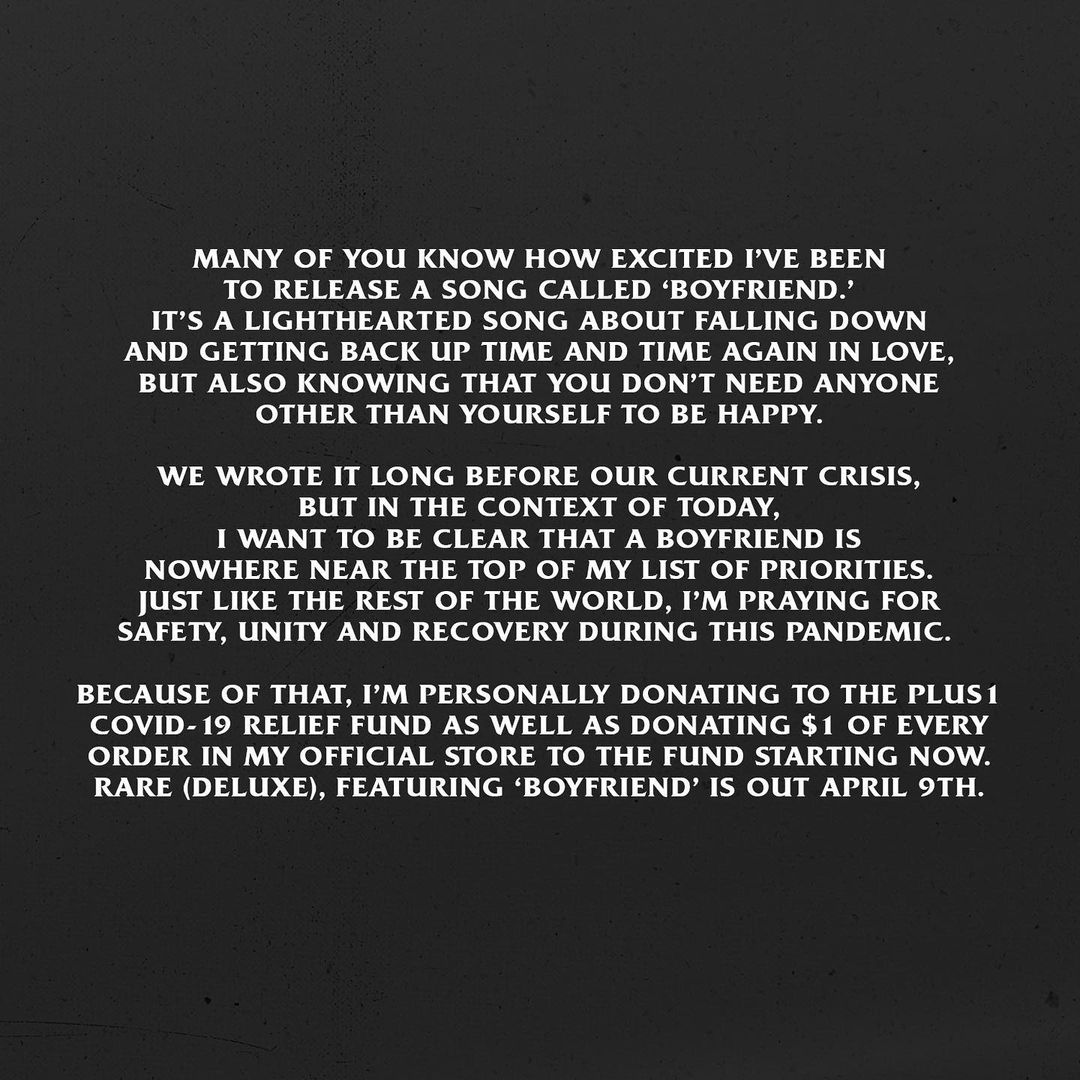 MANY OF YOU KNOW HOW EXCITED I’VE BEEN
TO RELEASE A SONG CALLED ‘BOYFRIEND.’
IT’S A LIGHTHEARTED SONG ABOUT FALLING DOWN
AND GETTING BACK UP TIME AND TIME AGAIN IN LOVE,
BUT ALSO KNOWING THAT YOU DON’T NEED ANYONE
OTHER THAN YOURSELF TO BE HAPPY.
WE WROTE IT LONG BEFORE OUR CURRENT CRISIS,
BUT IN THE CONTEXT OF TODAY,
I WANT TO BE CLEAR THAT A BOYFRIEND IS
NOWHERE NEAR THE TOP OF MY LIST OF PRIORITIES.
JUST LIKE THE REST OF THE WORLD, I’M PRAYING FOR
SAFETY, UNITY AND RECOVERY DURING THIS PANDEMIC.
BECAUSE OF THAT, I’M PERSONALLY DONATING TO THE PLUS1
COVID-19 RELIEF FUND AS WELL AS DONATING $1 OF EVERY
ORDER IN MY OFFICIAL STORE TO THE FUND STARTING NOW.
RARE (DELUXE), FEATURING ‘BOYFRIEND’ IS OUT APRIL 9TH.